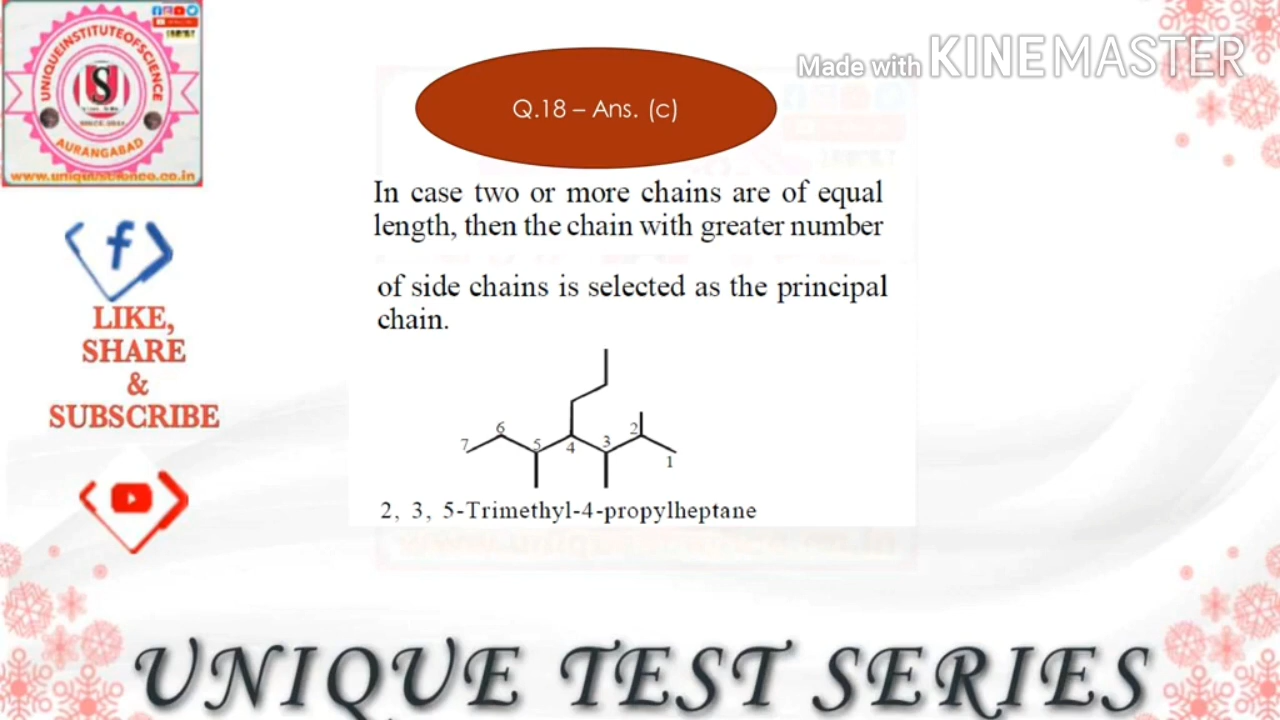 UNIQUE INSTITUTE OF SCIENCE
AURANGABAD
www.uniquescience.co.in
Made with KINEMASTER
Q.18 – Ans. (c)
In case two or more chains are of equal
length, then the chain with greater number
of side chains is selected as the principal
chain.
7 6 5 4 3 2 1
2, 3, 5-Trimethyl-4-propylheptane
LIKE,
SHARE
&
SUBSCRIBE
UNIQUE TEST SERIES